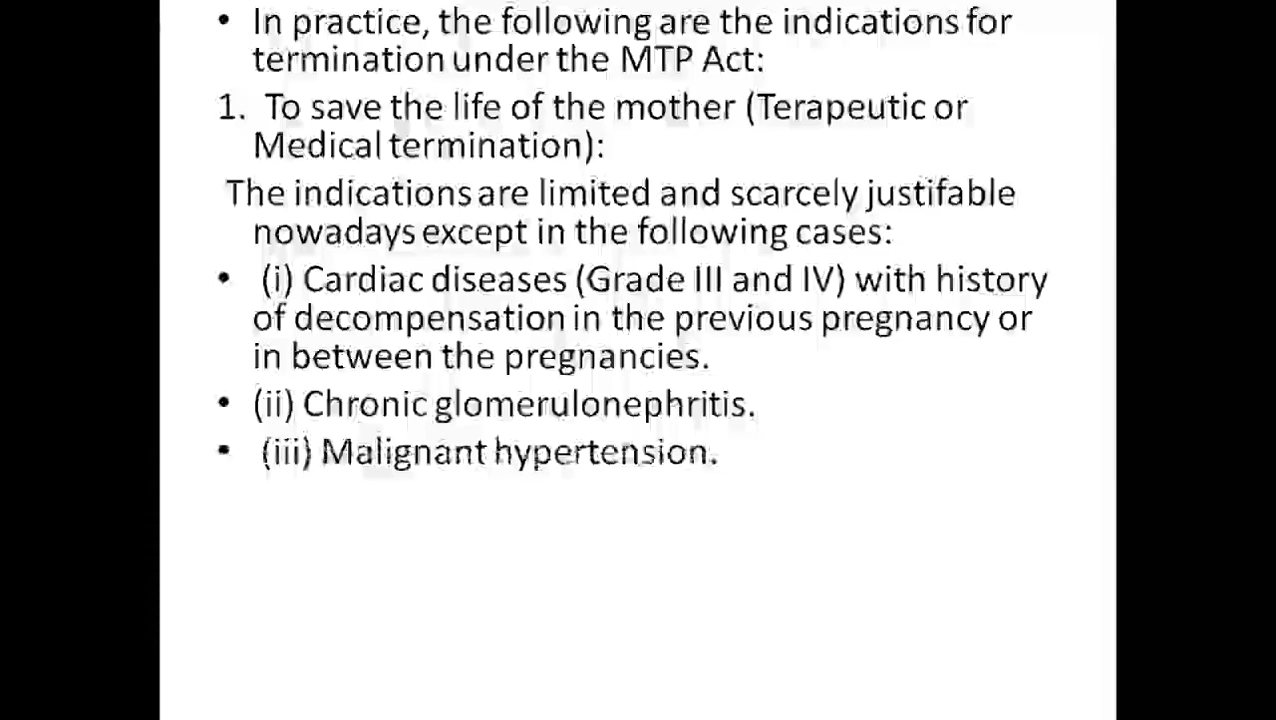 • In practice, the following are the indications for
termination under the MTP Act:
1. To save the life of the mother (Terapeutic or
Medical termination):
The indications are limited and scarcely justifable
nowadays except in the following cases:
• (i) Cardiac diseases (Grade III and IV) with history
of decompensation in the previous pregnancy or
in between the pregnancies.
• (ii) Chronic glomerulonephritis.
• (iii) Malignant hypertension.